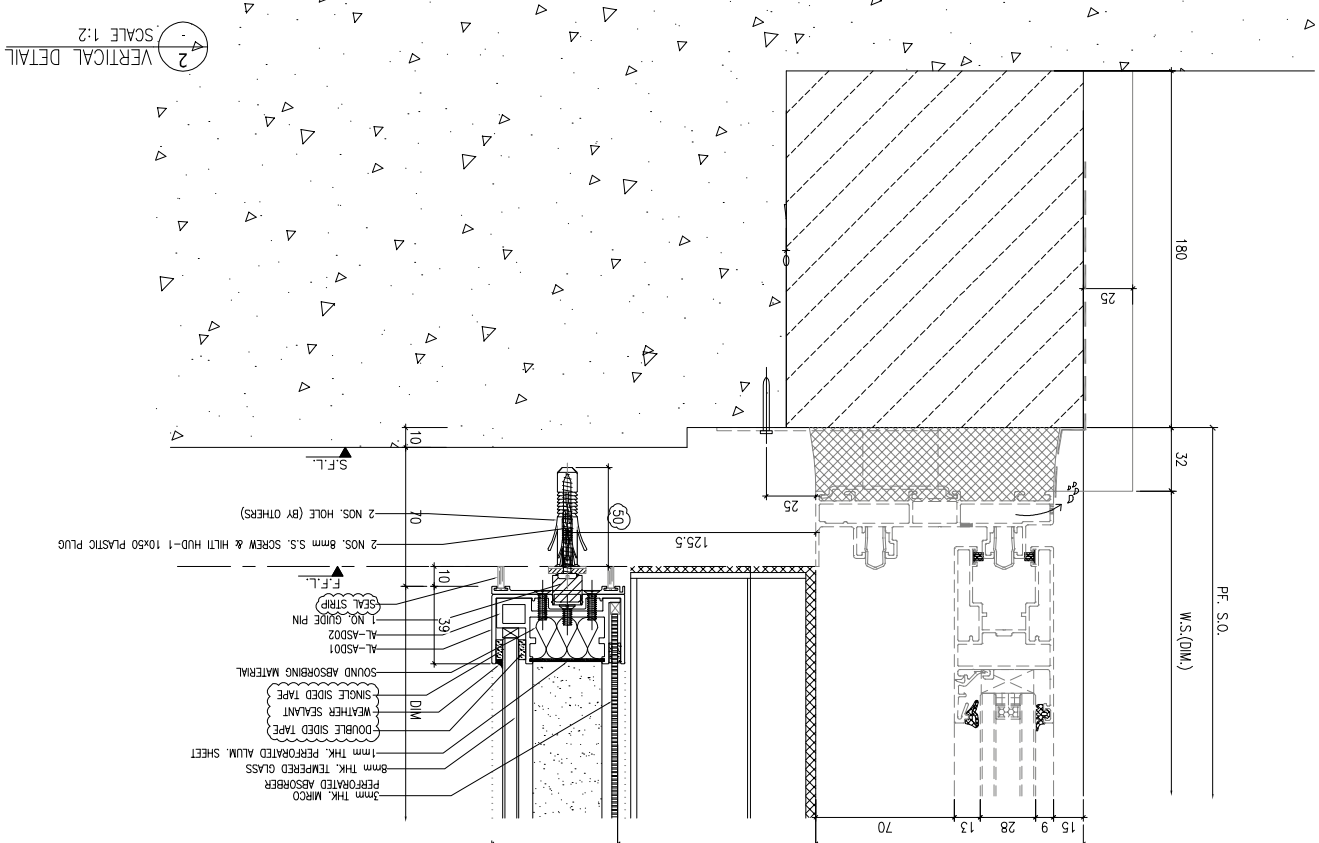 3mm THK. MIRCO
PERFORATED ABSORBER
8mm THK. TEMPERED GLASS
1mm THK. PERFORATED ALUM. SHEET
DOUBLE SIDED TAPE
WEATHER SEALANT
SINGLE SIDED TAPE
SOUND ABSORBING MATERIAL
AL-ASD01
AL-ASD02
1 NO. GUIDE PIN
SEAL STRIP
F.F.L.
2 NOS. 8mm S.S. SCREW & HILTI HUD-1 10x50 PLASTIC PLUG
2 NOS. HOLE (BY OTHERS)
S.F.L.
15
9
28
13
70
DIM
39
10
70
10
50
125.5
25
PF. S.O.
W.S.(DIM.)
32
180
25
2
VERTICAL DETAIL
SCALE 1:2